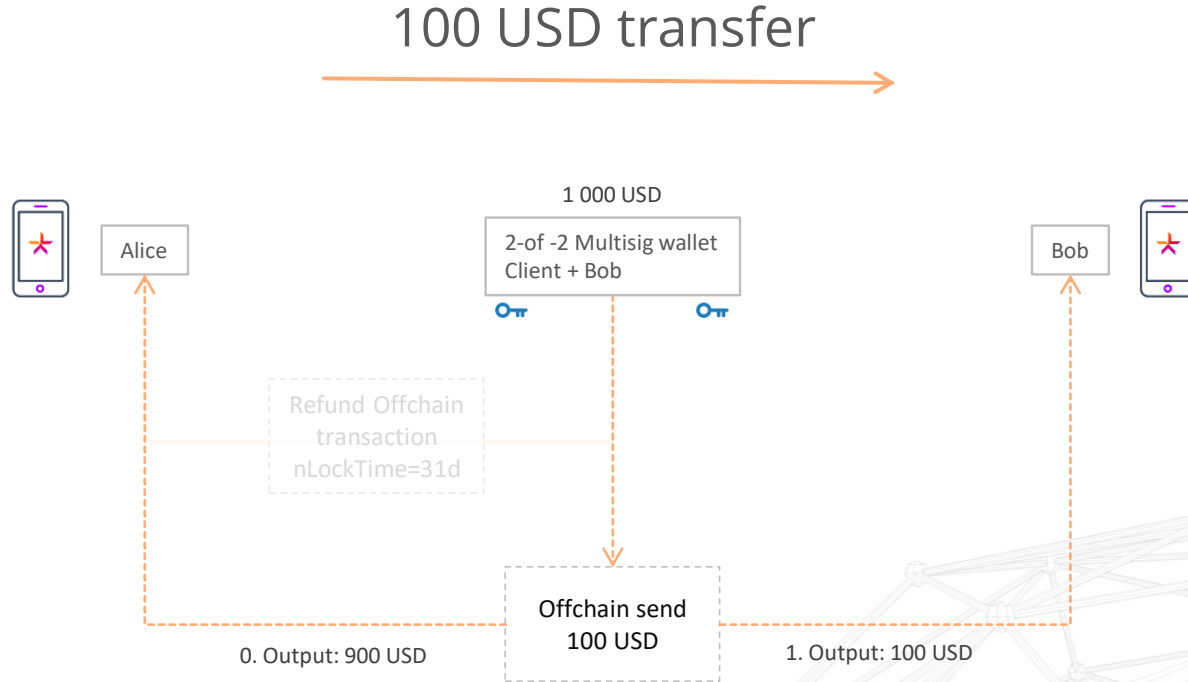 100 USD transfer
1 000 USD
Alice
2-of -2 Multisig wallet
Client + Bob
Bob
Refund Offchain
transaction
nLockTime=31d
Offchain send
100 USD
0. Output: 900 USD
1. Output: 100 USD